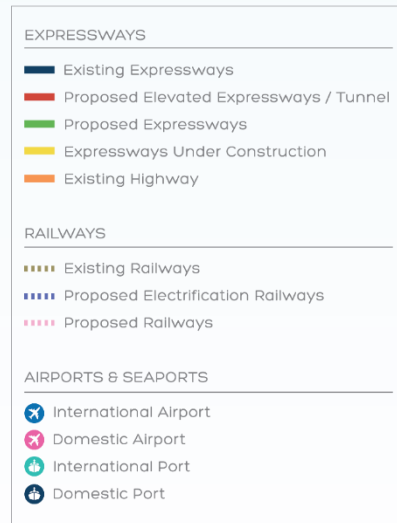 EXPRESSWAYS
Existing Expressways
Proposed Elevated Expressways / Tunnel
Proposed Expressways
Expressways Under Construction
Existing Highway
RAILWAYS
Existing Railways
Proposed Electrification Railways
Proposed Railways
AIRPORTS & SEAPORTS
International Airport
Domestic Airport
International Port
Domestic Port